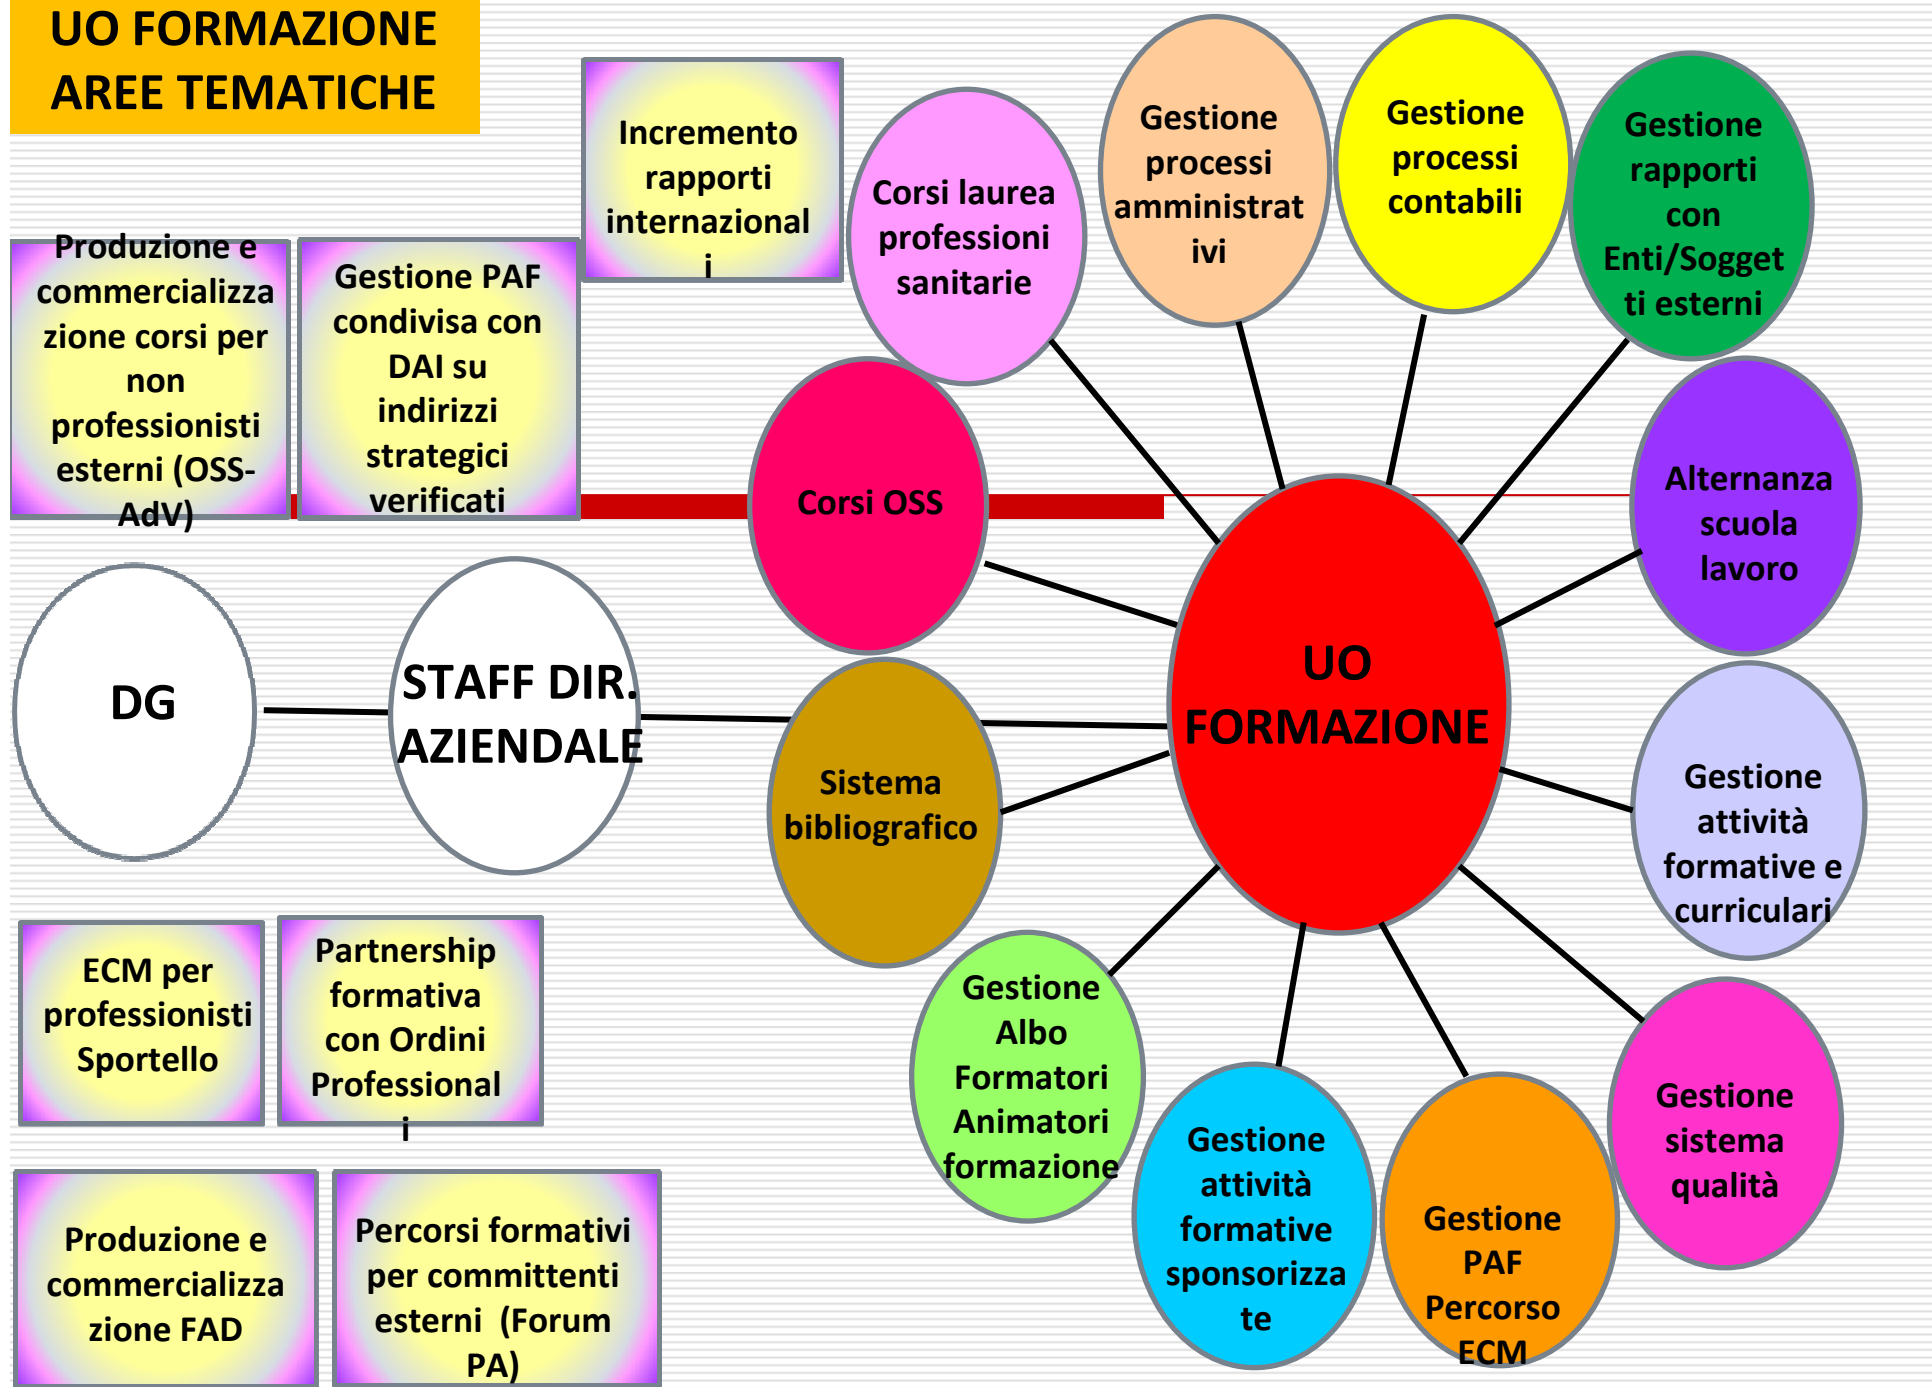 UO FORMAZIONE
AREE TEMATICHE
Incremento
rapporti
internazional
i
Produzione e
commercializza
zione corsi per
non
professionisti
esterni (OSS-
AdV)
Gestione PAF
condivisa con
DAI su
indirizzi
strategici
verificati
Corsi laurea
professioni
sanitarie
Gestione
processi
amministrat
ivi
Gestione
processi
contabili
Gestione
rapporti
con
Enti/Sogget
ti esterni
Corsi OSS
Alternanza
scuola
lavoro
DG
STAFF DIR.
AZIENDALE
UO
FORMAZIONE
Sistema
bibliografico
Gestione
attività
formative e
curriculari
ECM per
professionisti
Sportello
Partnership
formativa
con Ordini
Professional
i
Gestione
Albo
Formatori
Animatori
formazione
Gestione
attività
formative
sponsorizza
te
Gestione
PAF
Percorso
ECM
Gestione
sistema
qualità
Produzione e
commercializza
zione FAD
Percorsi formativi
per committenti
esterni (Forum
PA)